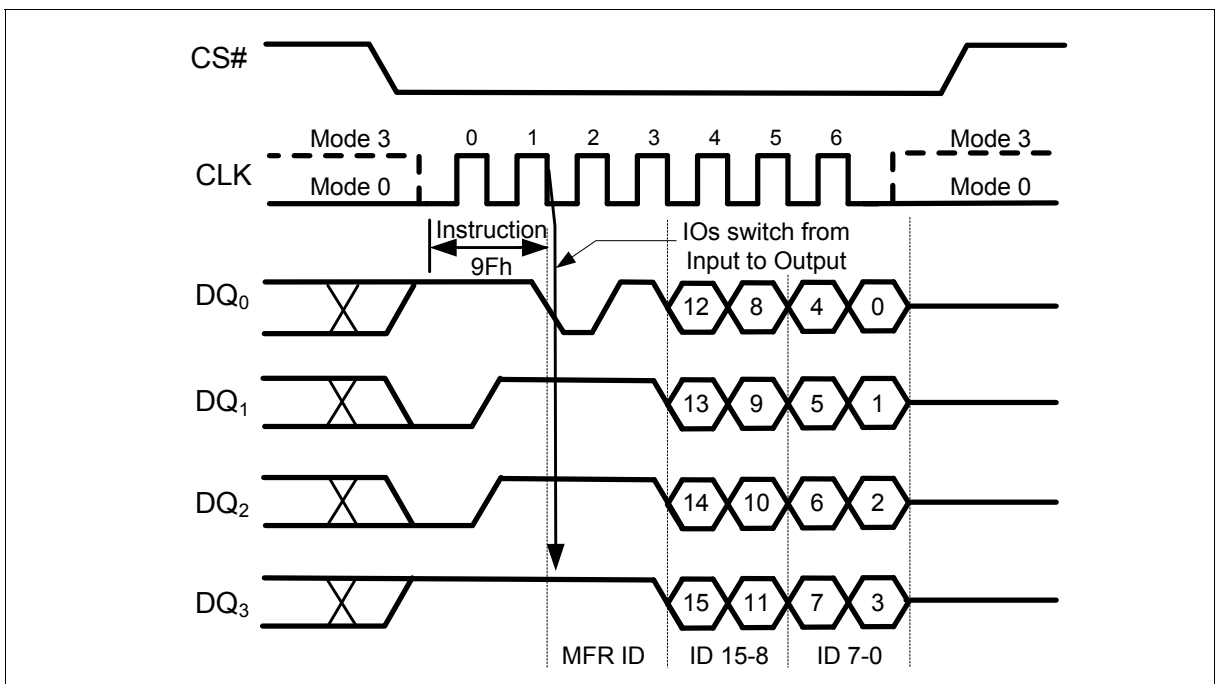 CS#
Mode 3 0 1 2 3 4 5 6 Mode 3
CLK
Mode 0 Mode 0
Instruction IOs switch from
9Fh Input to Output
DQ0 12 8 4 0
DQ1 13 9 5 1
DQ2 14 10 6 2
DQ3 15 11 7 3
MFR ID ID 15-8 ID 7-0